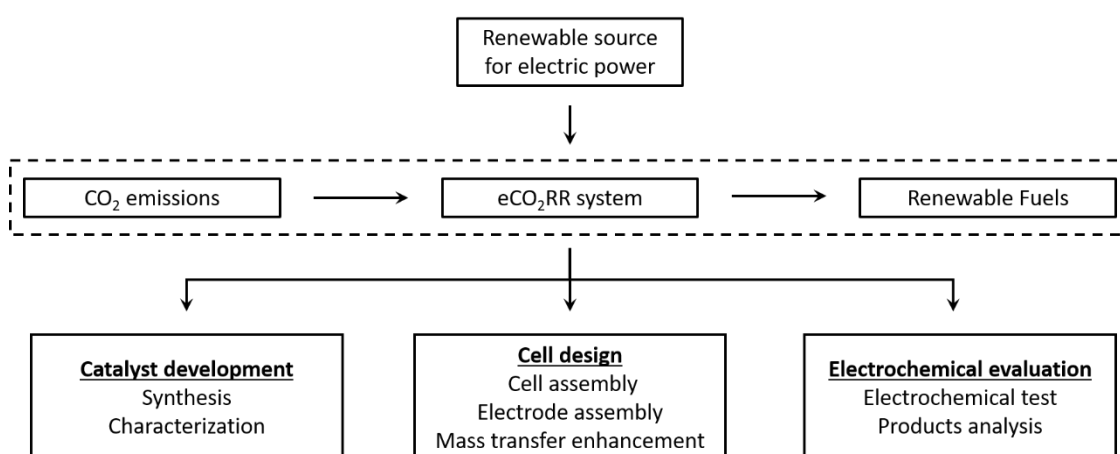 Renewable source
for electric power
CO₂ emissions
eCO₂RR system
Renewable Fuels
Catalyst development
Synthesis
Characterization
Cell design
Cell assembly
Electrode assembly
Mass transfer enhancement
Electrochemical evaluation
Electrochemical test
Products analysis